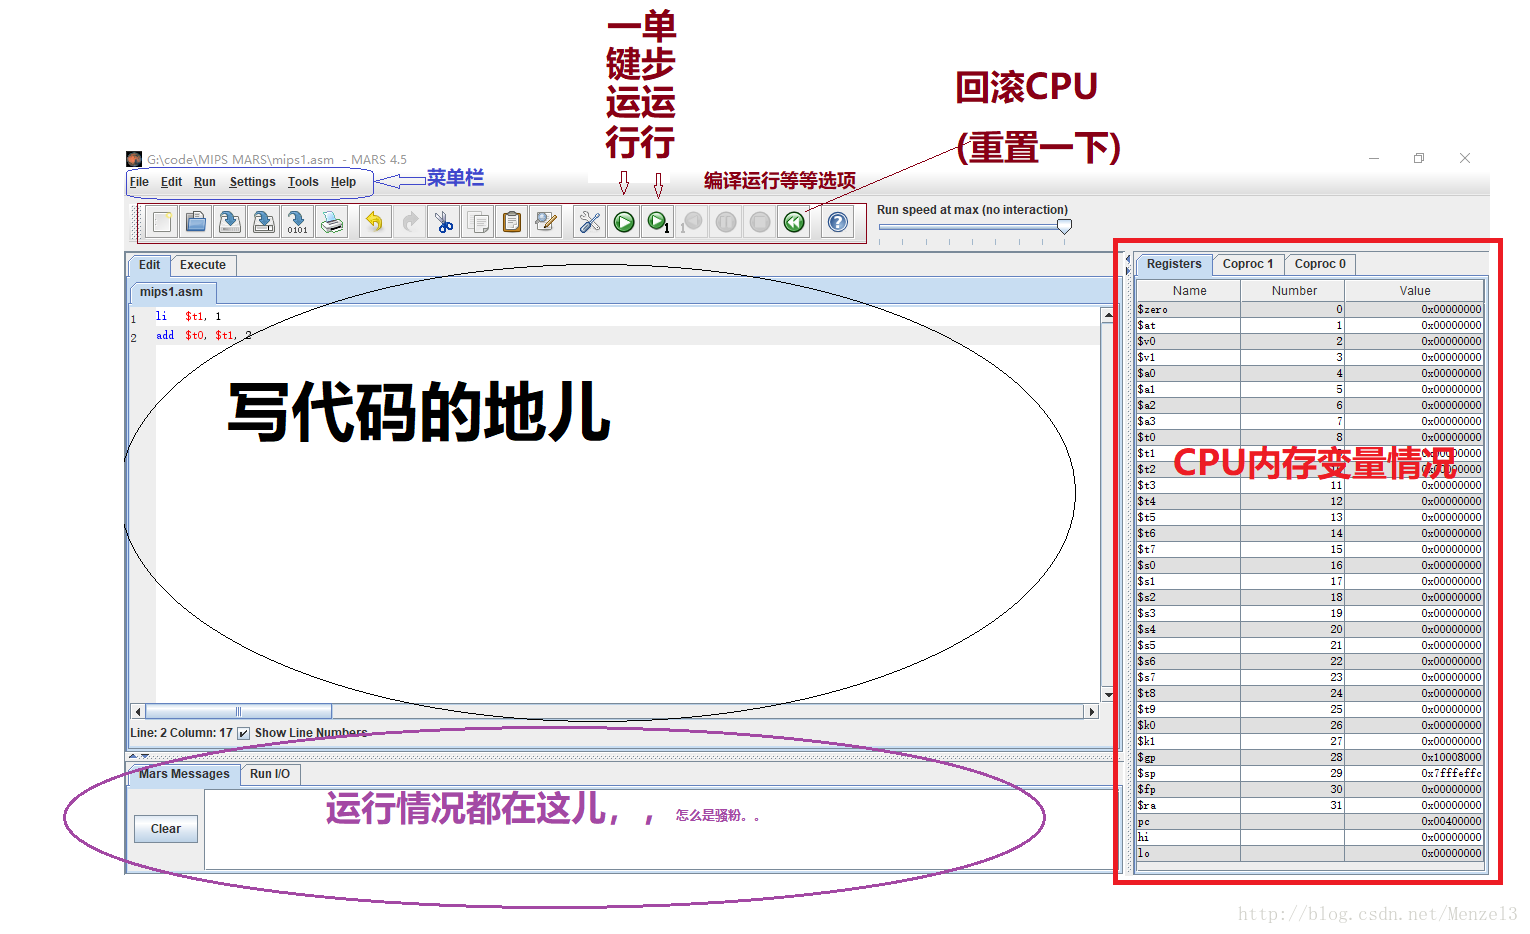 一单
键步
运运
行行
回滚CPU
(重置一下)
G:\code\MIPS MARS\mips1.asm - MARS 4.5
File Edit Run Settings Tools Help
菜单栏
编译运行等等选项
0101
1
1
Run speed at max (no interaction)
Edit Execute
mips1.asm
1 li $t1, 1
2 add $t0, $t1, 2
写代码的地儿
Line: 2 Column: 17 Show Line Numbers
Mars Messages Run I/O
Clear
运行情况都在这儿，，怎么是骚粉。。
Registers Coproc 1 Coproc 0
Name Number Value
$zero 0 0x00000000
$at 1 0x00000000
$v0 2 0x00000000
$v1 3 0x00000000
$a0 4 0x00000000
$a1 5 0x00000000
$a2 6 0x00000000
$a3 7 0x00000000
$t0 8 0x00000000
$t1
CPU内存变量情况
$t2
$t3 11 0x00000000
$t4 12 0x00000000
$t5 13 0x00000000
$t6 14 0x00000000
$t7 15 0x00000000
$s0 16 0x00000000
$s1 17 0x00000000
$s2 18 0x00000000
$s3 19 0x00000000
$s4 20 0x00000000
$s5 21 0x00000000
$s6 22 0x00000000
$s7 23 0x00000000
$t8 24 0x00000000
$t9 25 0x00000000
$k0 26 0x00000000
$k1 27 0x00000000
$gp 28 0x10008000
$sp 29 0x7fffeffc
$fp 30 0x00000000
$ra 31 0x00000000
pc 0x00400000
hi 0x00000000
lo 0x00000000
http://blog.csdn.net/Menzel3